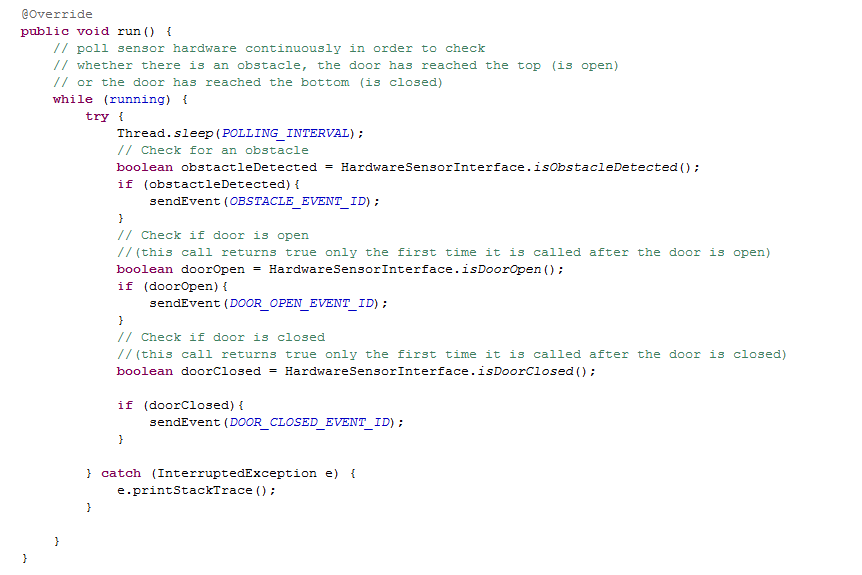 @Override
public void run() {
    // poll sensor hardware continuously in order to check
    // whether there is an obstacle, the door has reached the top (is open)
    // or the door has reached the bottom (is closed)
    while (running) {
        try {
            Thread.sleep(POLLING_INTERVAL);
            // Check for an obstacle
            boolean obstactleDetected = HardwareSensorInterface.isObstacleDetected();
            if (obstactleDetected){
                sendEvent(OBSTACLE_EVENT_ID);
            }
            // Check if door is open
            //(this call returns true only the first time it is called after the door is open)
            boolean doorOpen = HardwareSensorInterface.isDoorOpen();
            if (doorOpen){
                sendEvent(DOOR_OPEN_EVENT_ID);
            }
            // Check if door is closed
            //(this call returns true only the first time it is called after the door is closed)
            boolean doorClosed = HardwareSensorInterface.isDoorClosed();

            if (doorClosed){
                sendEvent(DOOR_CLOSED_EVENT_ID);
            }

        } catch (InterruptedException e) {
            e.printStackTrace();
        }

    }
}